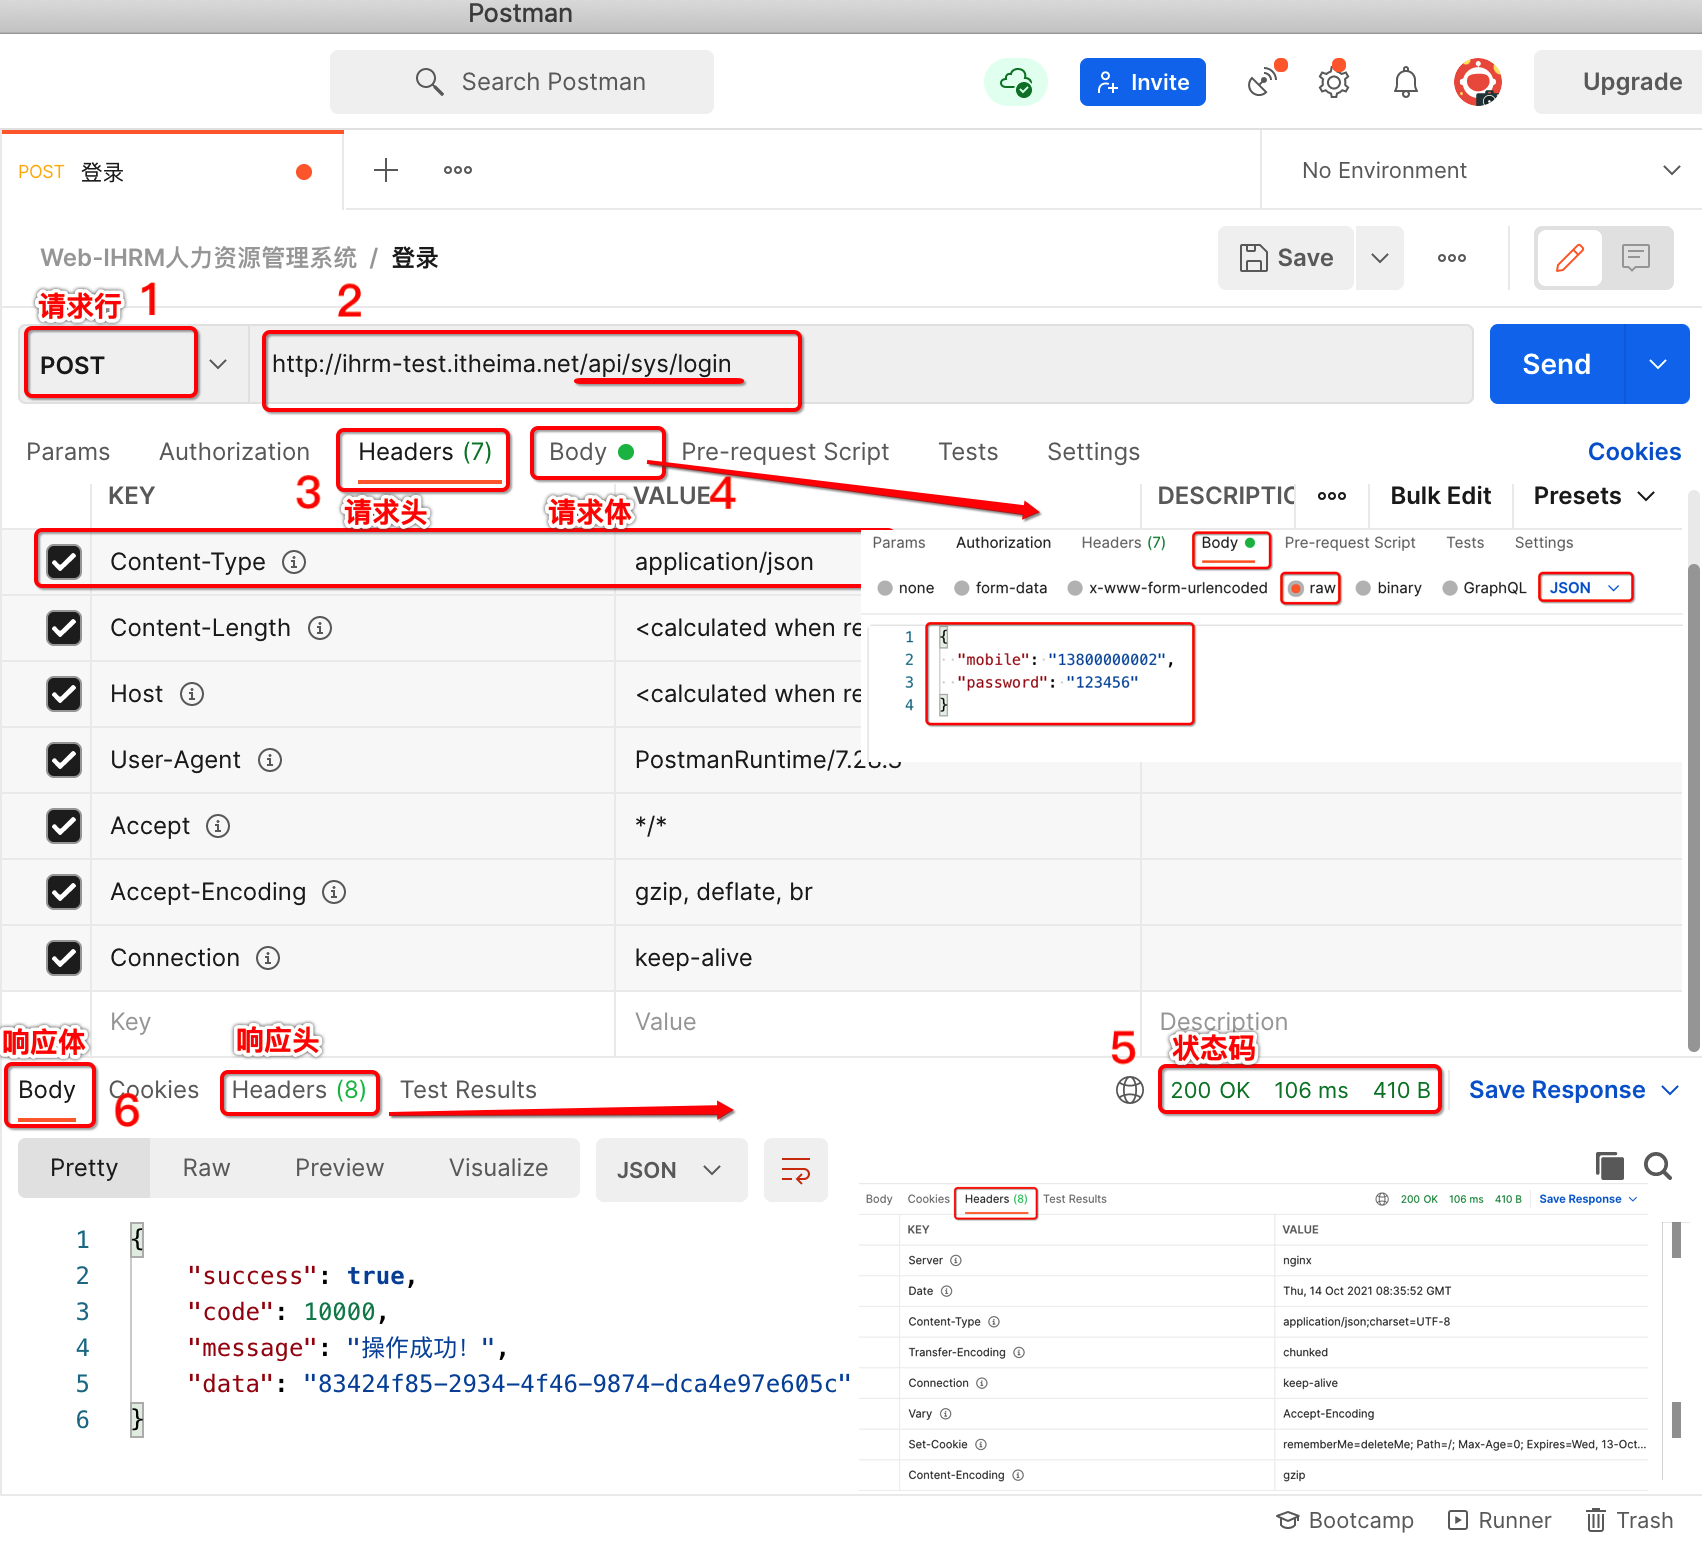 Postman
Search Postman
Invite
Upgrade
POST 登录
No Environment
Web-IHRM人力资源管理系统 / 登录
Save
请求行 1
2
POST
http://ihrm-test.itheima.net/api/sys/login
Send
Params Authorization Headers (7) Body Pre-request Script Tests Settings Cookies
3 请求头 请求体 4
KEY VALUE DESCRIPTIO Bulk Edit Presets
Content-Type application/json
Content-Length <calculated when re
Host <calculated when re
User-Agent PostmanRuntime/7.28.3
Accept */*
Accept-Encoding gzip, deflate, br
Connection keep-alive
Key Value Description
Params Authorization Headers (7) Body Pre-request Script Tests Settings
none form-data x-www-form-urlencoded raw binary GraphQL JSON
1 {
2 "mobile": "13800000002",
3 "password": "123456"
4 }
响应体 响应头 5 状态码
Body Cookies Headers (8) Test Results 200 OK 106 ms 410 B Save Response
6
Pretty Raw Preview Visualize JSON
1 {
2 "success": true,
3 "code": 10000,
4 "message": "操作成功！",
5 "data": "83424f85-2934-4f46-9874-dca4e97e605c"
6 }
Body Cookies Headers (8) Test Results 200 OK 106 ms 410 B Save Response
KEY VALUE
Server nginx
Date Thu, 14 Oct 2021 08:35:52 GMT
Content-Type application/json;charset=UTF-8
Transfer-Encoding chunked
Connection keep-alive
Vary Accept-Encoding
Set-Cookie rememberMe=deleteMe; Path=/; Max-Age=0; Expires=Wed, 13-Oct...
Content-Encoding gzip
Bootcamp Runner Trash